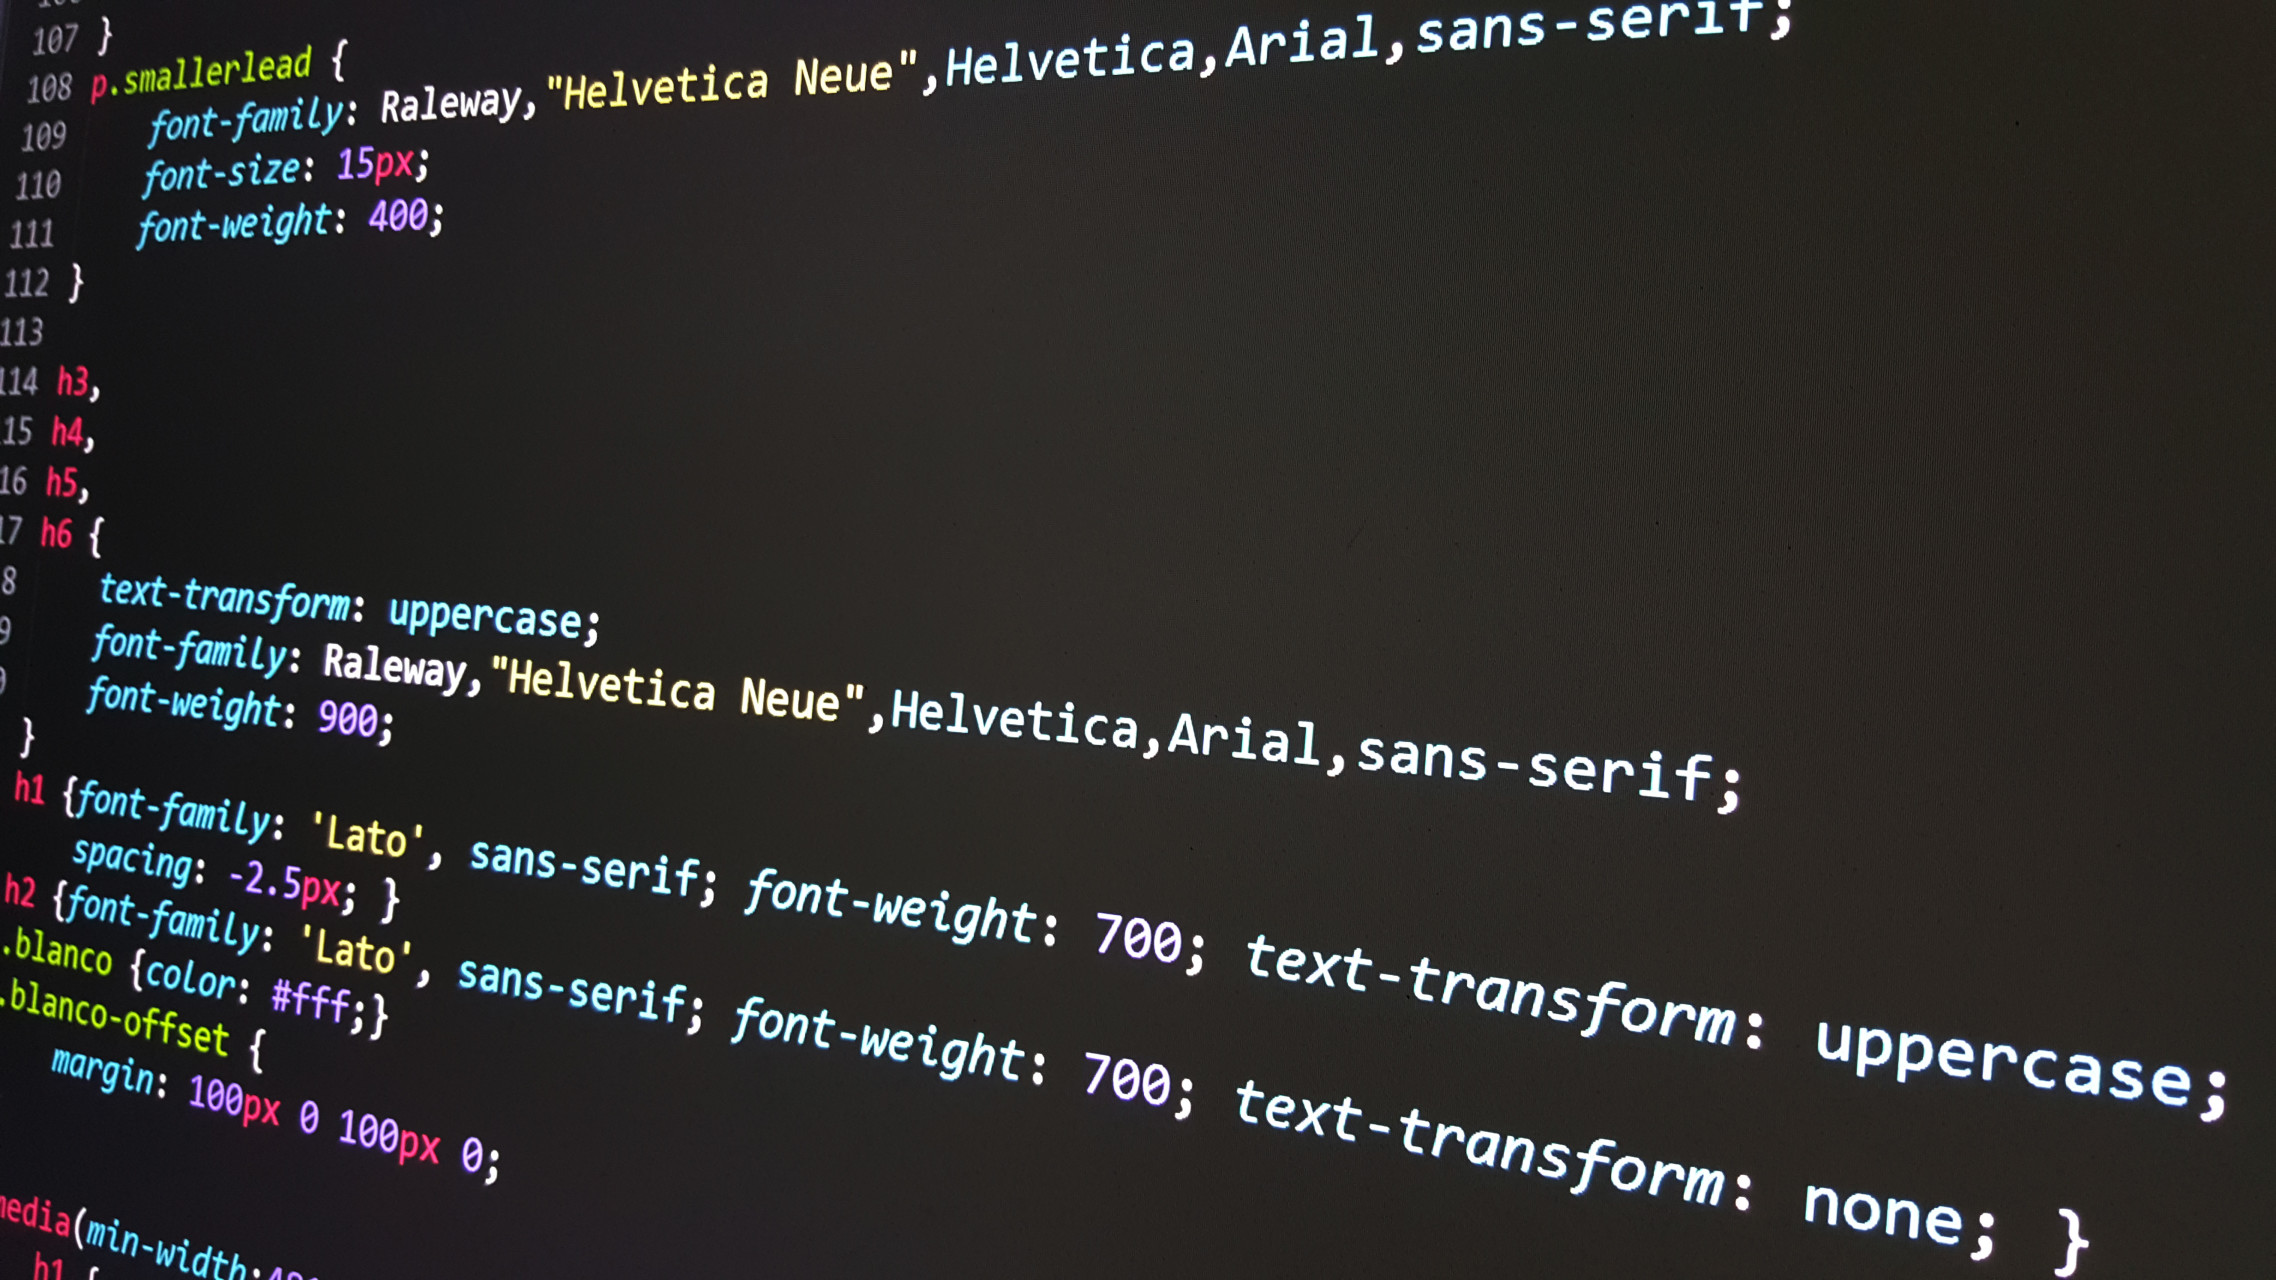 107 }
108 p.smallerlead {
109 font-family: Raleway,"Helvetica Neue",Helvetica,Arial,sans-serif;
110 font-size: 15px;
111 font-weight: 400;
112 }
113
114 h3,
15 h4,
16 h5,
17 h6 {
8 text-transform: uppercase;
9 font-family: Raleway,"Helvetica Neue",Helvetica,Arial,sans-serif;
font-weight: 900;
}
h1 {font-family: 'Lato', sans-serif; font-weight: 700; text-transform: uppercase;
spacing: -2.5px; }
h2 {font-family: 'Lato', sans-serif; font-weight: 700; text-transform: none; }
.blanco {color: #fff;}
.blanco-offset {
margin: 100px 0 100px 0;
media(min-width:
h1 {